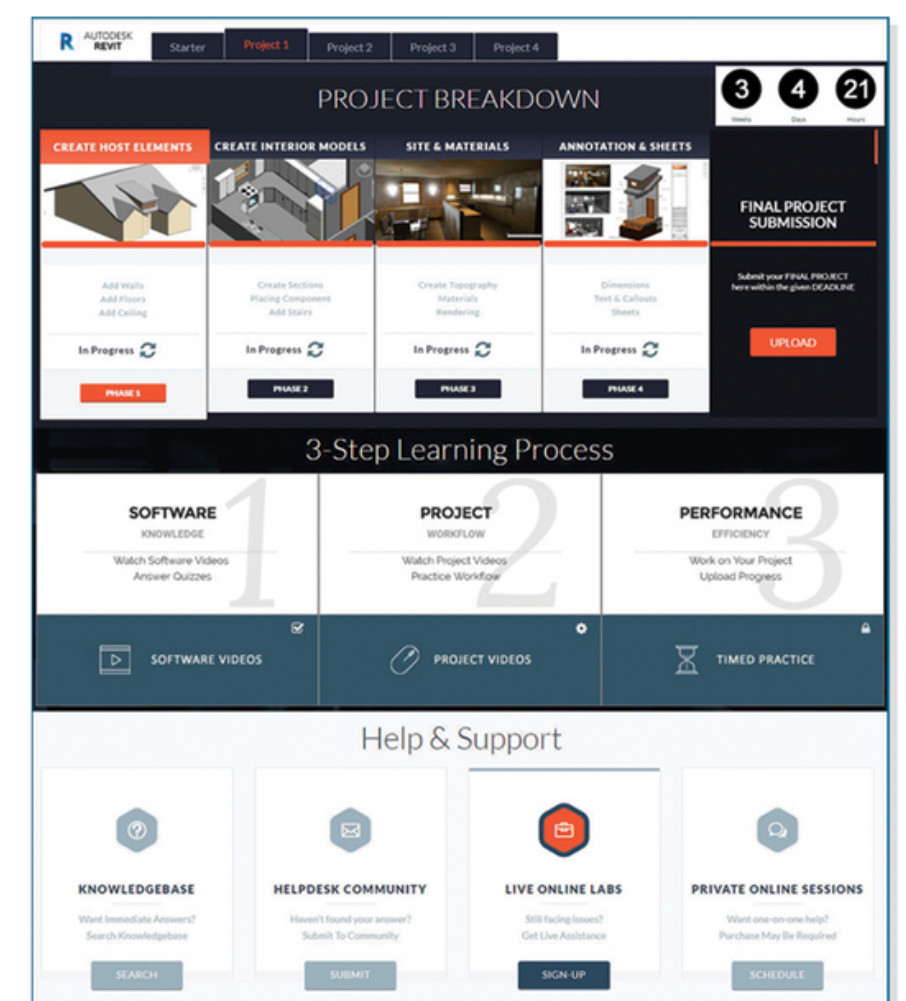 R AUTODESK
REVIT
Starter Project 1 Project 2 Project 3 Project 4
PROJECT BREAKDOWN
3 4 21
Weeks Days Hours
CREATE HOST ELEMENTS CREATE INTERIOR MODELS SITE & MATERIALS ANNOTATION & SHEETS
FINAL PROJECT
SUBMISSION
Add Walls
Add Floors
Add Ceiling
Create Sections
Placing Component
Add Stairs
Create Topography
Materials
Rendering
Dimensions
Text & Callouts
Sheets
Submit your FINAL PROJECT
here within the given DEADLINE
In Progress In Progress In Progress In Progress
UPLOAD
PHASE 1 PHASE 2 PHASE 3 PHASE 4
3-Step Learning Process
1
SOFTWARE
KNOWLEDGE
Watch Software Videos
Answer Quizzes
2
PROJECT
WORKFLOW
Watch Project Videos
Practice Workflow
3
PERFORMANCE
EFFICIENCY
Work on Your Project
Upload Progress
SOFTWARE VIDEOS PROJECT VIDEOS TIMED PRACTICE
Help & Support
KNOWLEDGEBASE
Want Immediate Answers?
Search Knowledgebase
SEARCH
HELPDESK COMMUNITY
Haven't found your answer?
Submit To Community
SUBMIT
LIVE ONLINE LABS
Still facing issues?
Get Live Assistance
SIGN-UP
PRIVATE ONLINE SESSIONS
Want one-on-one help?
Purchase May Be Required
SCHEDULE